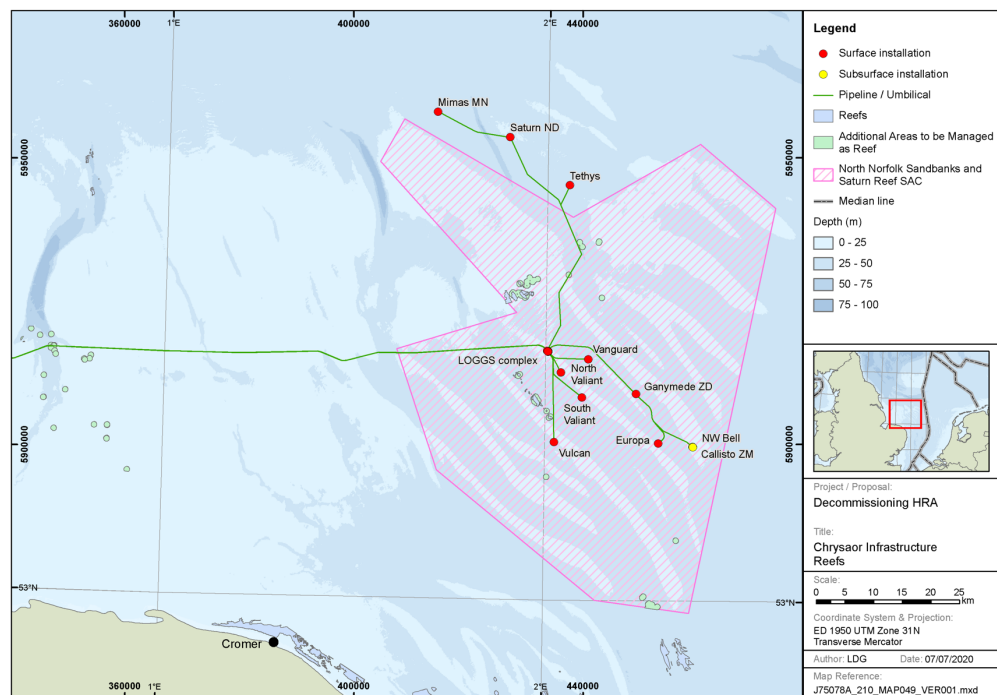 360000
1°E
400000
2°E
440000
Mimas MN
Saturn ND
Tethys
5950000
5950000
LOGGS complex
Vanguard
North
Valiant
Ganymede ZD
South
Valiant
Europa
NW Bell
Callisto ZM
Vulcan
5900000
5900000
53°N
53°N
Cromer
360000
1°E
400000
2°E
440000
Legend
Surface installation
Subsurface installation
Pipeline / Umbilical
Reefs
Additional Areas to be Managed
as Reef
North Norfolk Sandbanks and
Saturn Reef SAC
Median line
Depth (m)
0 - 25
25 - 50
50 - 75
75 - 100
Project / Proposal:
Decommissioning HRA
Title:
Chrysaor Infrastructure
Reefs
Scale:
0 5 10 15 20 25
km
Coordinate System & Projection:
ED 1950 UTM Zone 31N
Transverse Mercator
Author: LDG Date: 07/07/2020
Map Reference:
J75078A_210_MAP049_VER001.mxd